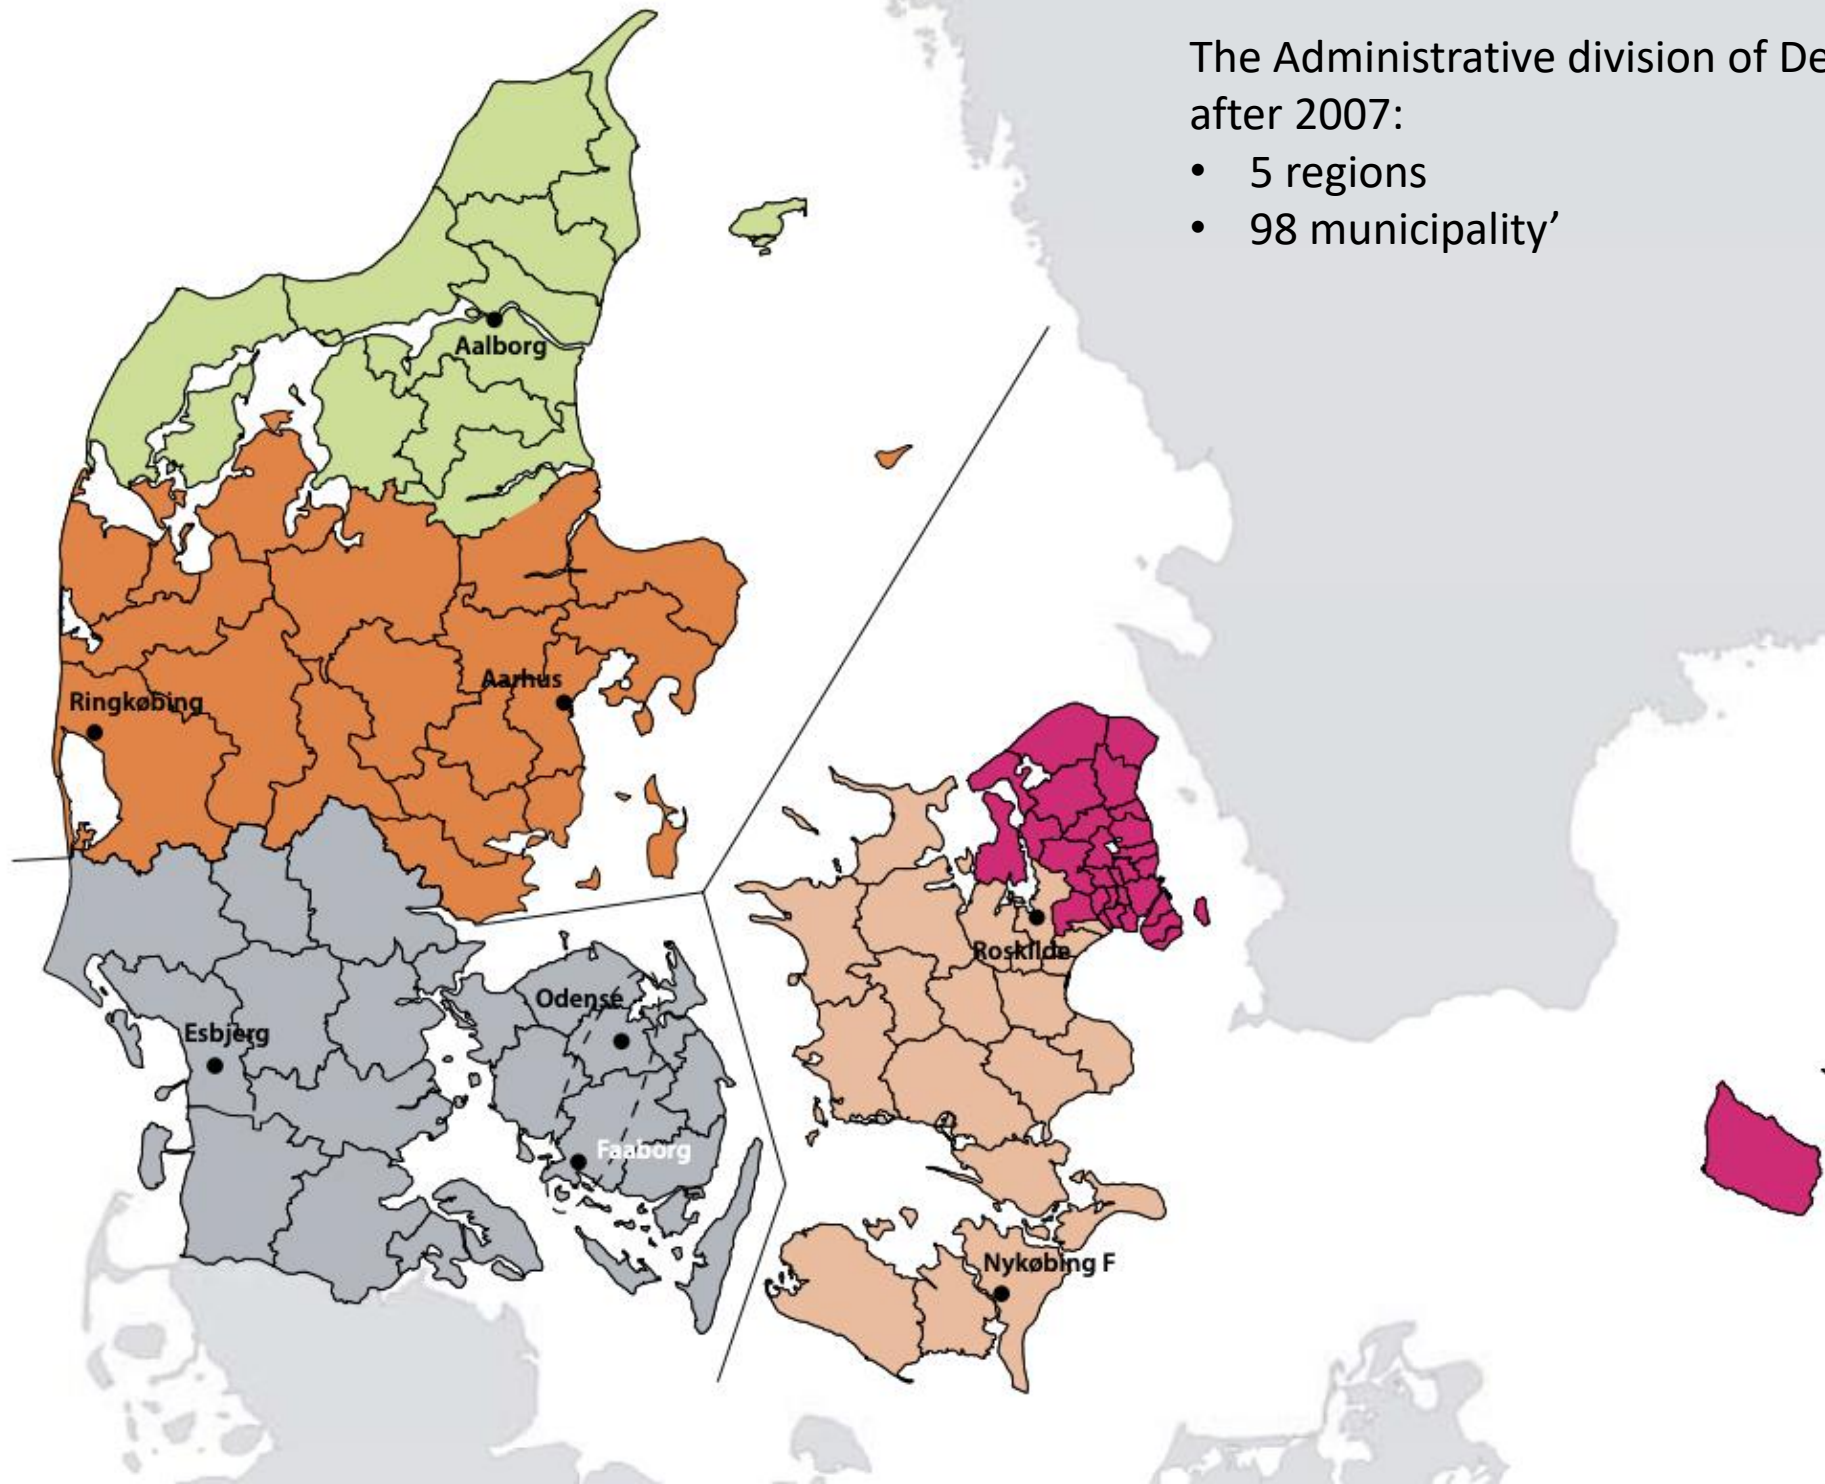 The Administrative division of De
after 2007:
• 5 regions
• 98 municipality’
Aalborg
Aarhus
Ringkøbing
Roskilde
Odense
Esbjerg
Faaborg
Nykøbing F